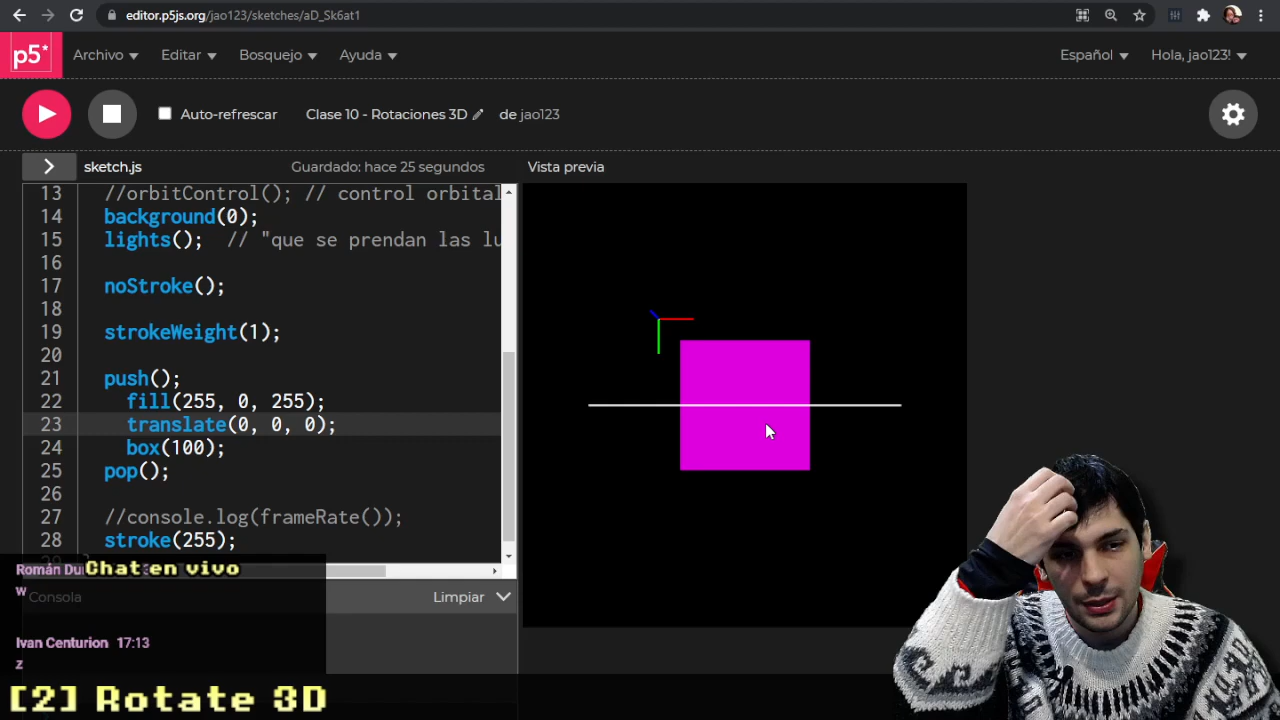 editor.p5js.org/jao123/sketches/aD_Sk6at1
p5*
Archivo
Editar
Bosquejo
Ayuda
Español
Hola, jao123!
Auto-refrescar
Clase 10 - Rotaciones 3D
de jao123
sketch.js
Guardado: hace 25 segundos
Vista previa
13 //orbitControl(); // control orbital
14 background(0);
15 lights(); // "que se prendan las lu
16
17 noStroke();
18
19 strokeWeight(1);
20
21 push();
22 fill(255, 0, 255);
23 translate(0, 0, 0);
24 box(100);
25 pop();
26
27 //console.log(frameRate());
28 stroke(255);
Román Du
Chat en vivo
w
Consola
Limpiar
Ivan Centurion 17:13
z
[2] Rotate 3D